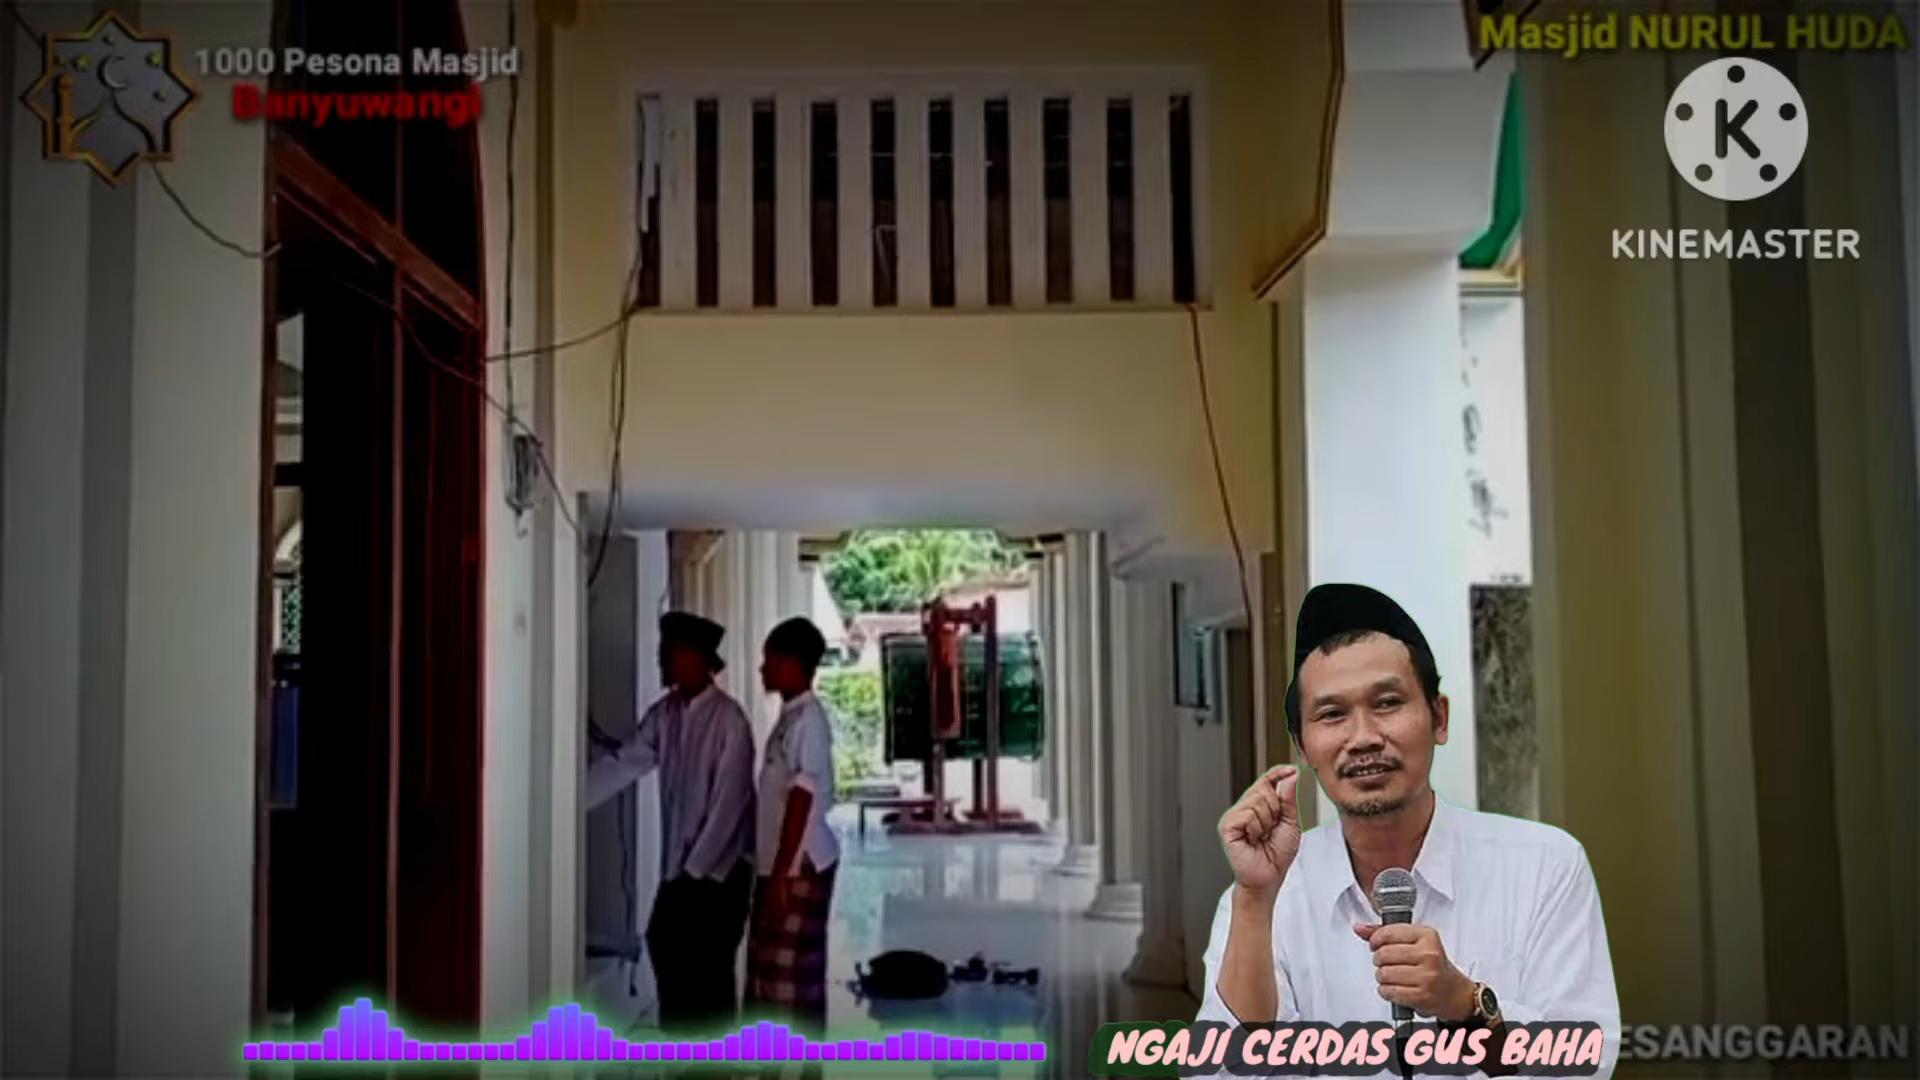 1000 Pesona Masjid
Banyuwangi
Masjid NURUL HUDA
K
KINEMASTER
NGAJI CERDAS GUS BAHA
ESANGGARAN